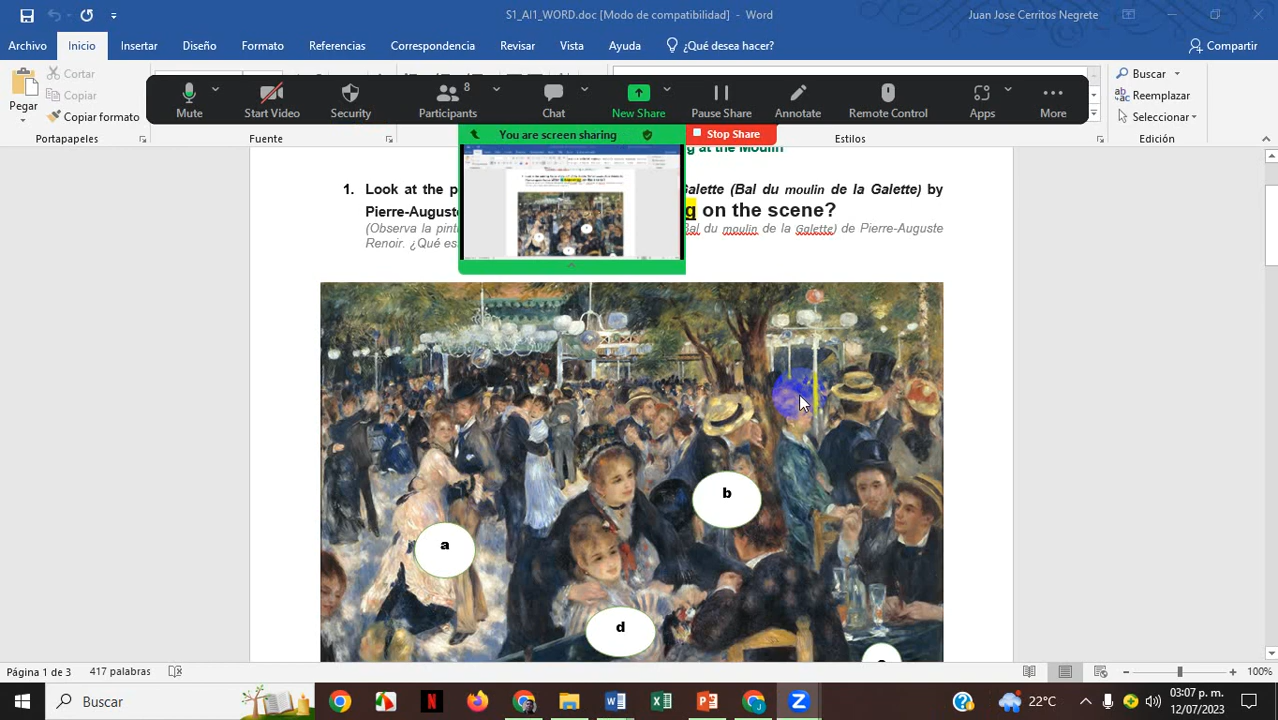 S1_AI1_WORD.doc [Modo de compatibilidad] - Word
Juan Jose Cerritos Negrete
Archivo Inicio Insertar Diseño Formato Referencias Correspondencia Revisar Vista Ayuda ¿Qué desea hacer? Compartir
Pegar
Cortar
Copiar
Copiar formato
Buscar
Reemplazar
Seleccionar
Portapapeles Fuente Estilos Edición
Mute Start Video Security Participants 8 Chat New Share Pause Share Annotate Remote Control Apps More
You are screen sharing Stop Share
g at the Moulin
1. Look at the p alette (Bal du moulin de la Galette) by
Pierre-Auguste g on the scene?
(Observa la pint Bal du moulin de la Galette) de Pierre-Auguste
Renoir. ¿Qué es
b
a
d
Página 1 de 3 417 palabras 100%
Buscar
22°C
03:07 p. m.
12/07/2023